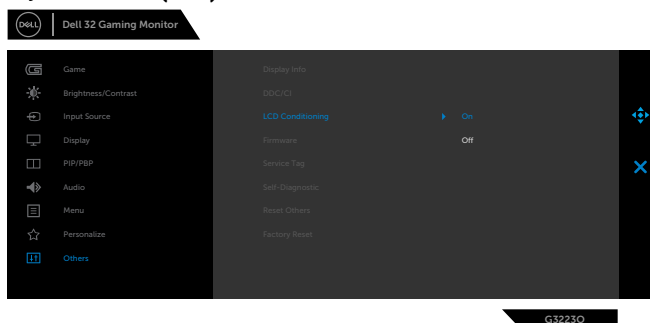 DELL
Dell 32 Gaming Monitor
Game
Display Info
Brightness/Contrast
DDC/CI
Input Source
LCD Conditioning
On
Display
Firmware
Off
PIP/PBP
Service Tag
Audio
Self-Diagnostic
Menu
Reset Others
Personalize
Factory Reset
Others
G3223Q